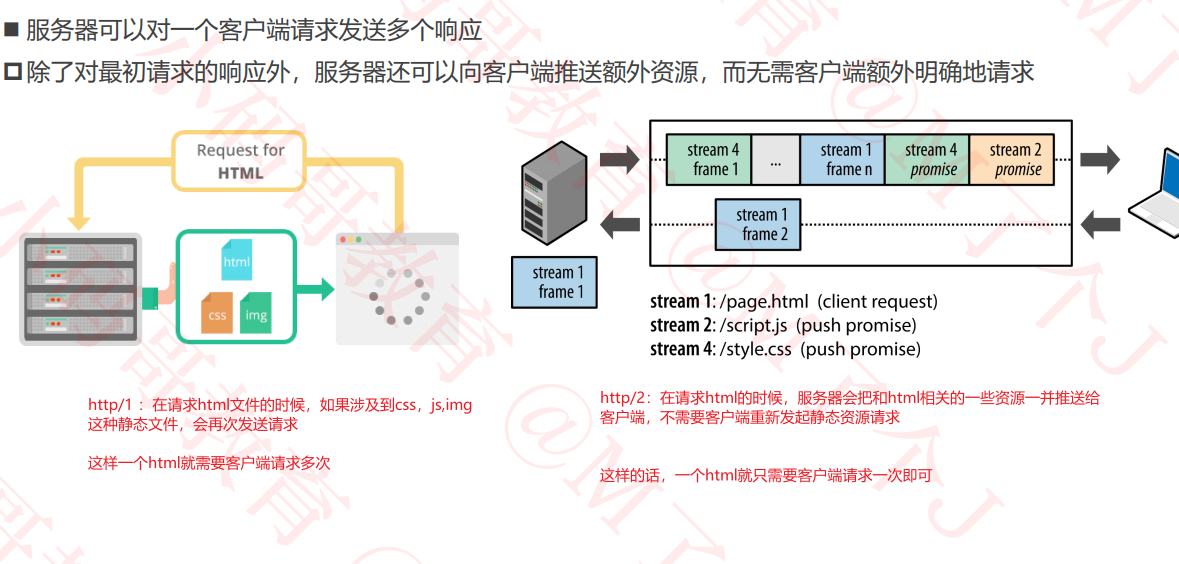 服务器可以对一个客户端请求发送多个响应
除了对最初请求的响应外，服务器还可以向客户端推送额外资源，而无需客户端额外明确地请求
Request for
HTML
html
css
img
stream 4
frame 1
...
stream 1
frame n
stream 4
promise
stream 2
promise
stream 1
frame 2
stream 1
frame 1
stream 1: /page.html (client request)
stream 2: /script.js (push promise)
stream 4: /style.css (push promise)
http/1 ：在请求html文件的时候，如果涉及到css，js,img
这种静态文件，会再次发送请求
这样一个html就需要客户端请求多次
http/2：在请求html的时候，服务器会把和html相关的一些资源一并推送给
客户端，不需要客户端重新发起静态资源请求
这样的话，一个html就只需要客户端请求一次即可
小码哥教育 @M了个J